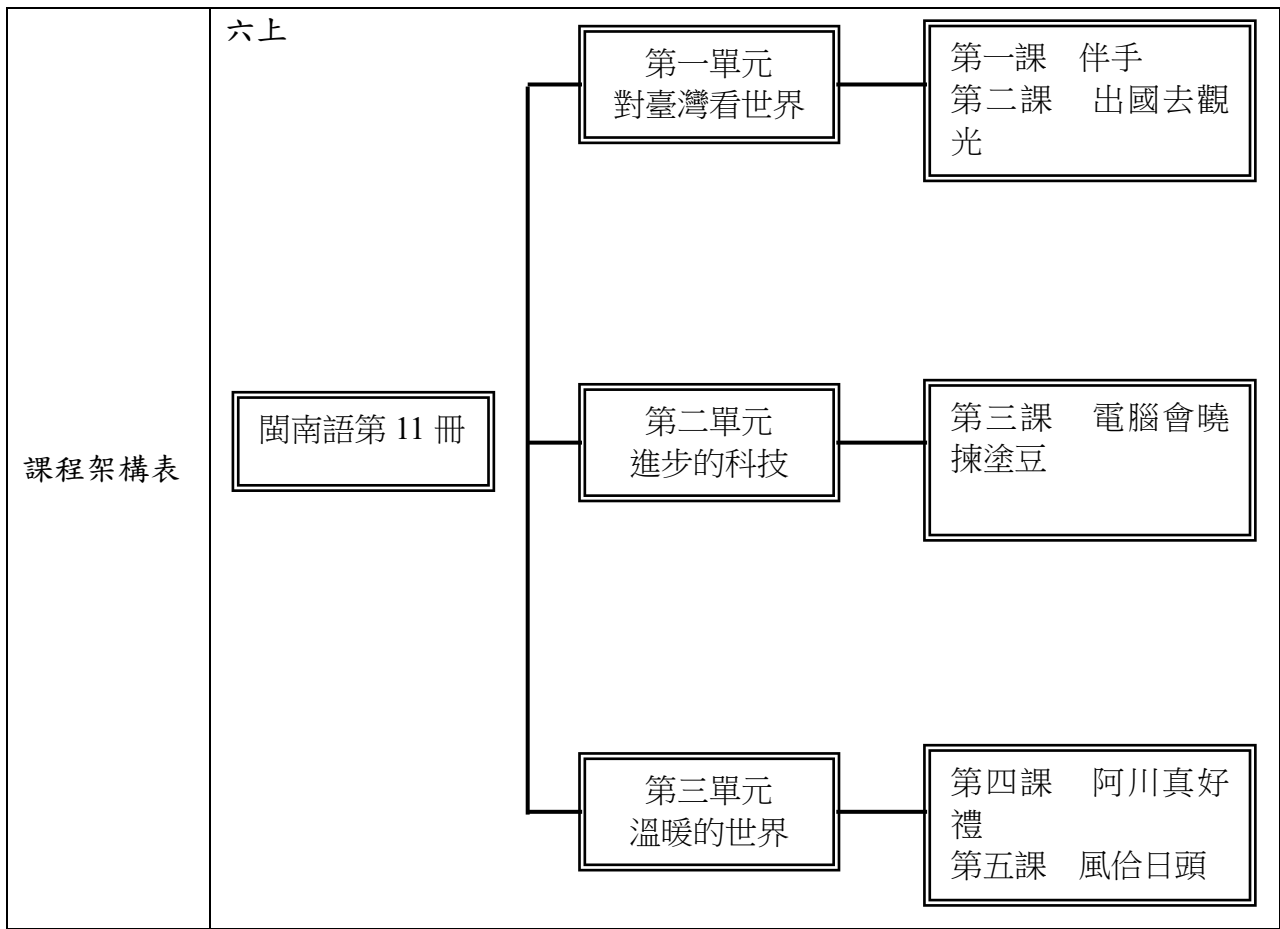 課程架構表
六上
閩南語第 11 冊
第一單元
對臺灣看世界
第一課　伴手
第二課　出國去觀
光
第二單元
進步的科技
第三課　電腦會曉
揀塗豆
第三單元
溫暖的世界
第四課　阿川真好
禮
第五課　風佮日頭